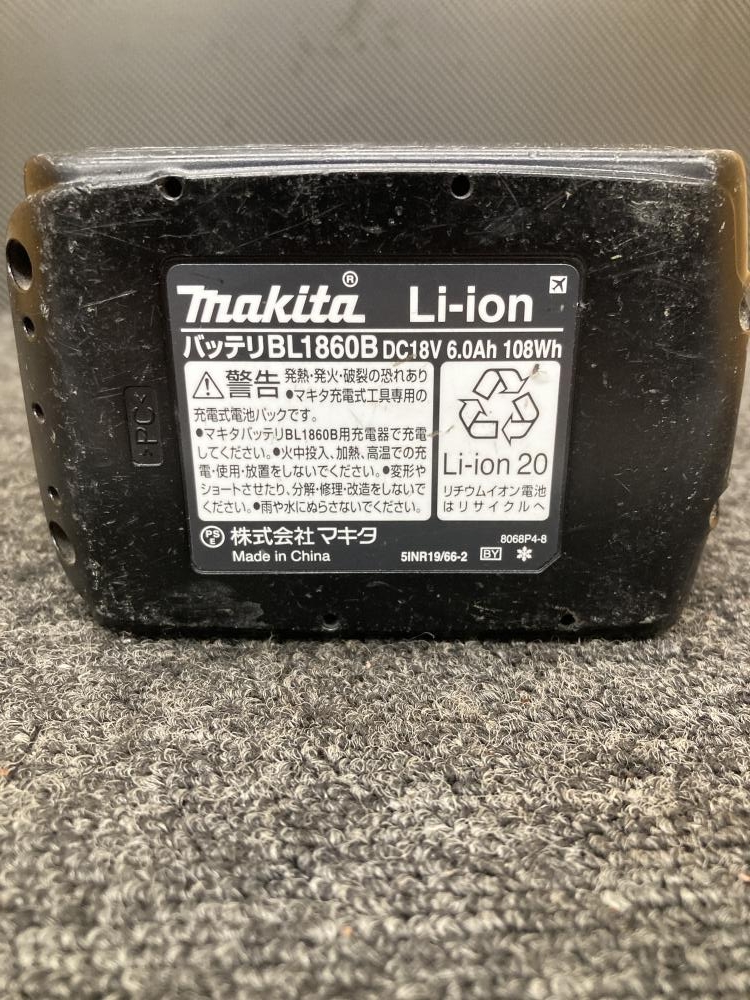 makita® Li-ion
バッテリBL1860B DC18V 6.0Ah 108Wh
警告 発熱・発火・破裂の恐れあり
●マキタ充電式工具専用の
充電式電池パックです。
●マキタバッテリBL1860B用充電器で充電
してください。●火中投入、加熱、高温での充
電・使用・放置をしないでください。●変形や
ショートさせたり、分解・修理・改造をしないで
ください。●雨や水にぬらさないでください。
Li-ion 20
リチウムイオン電池
はリサイクルへ
PSE 株式会社 マキタ
8068P4-8
Made in China
5INR19/66-2 BY ✻
>PC<